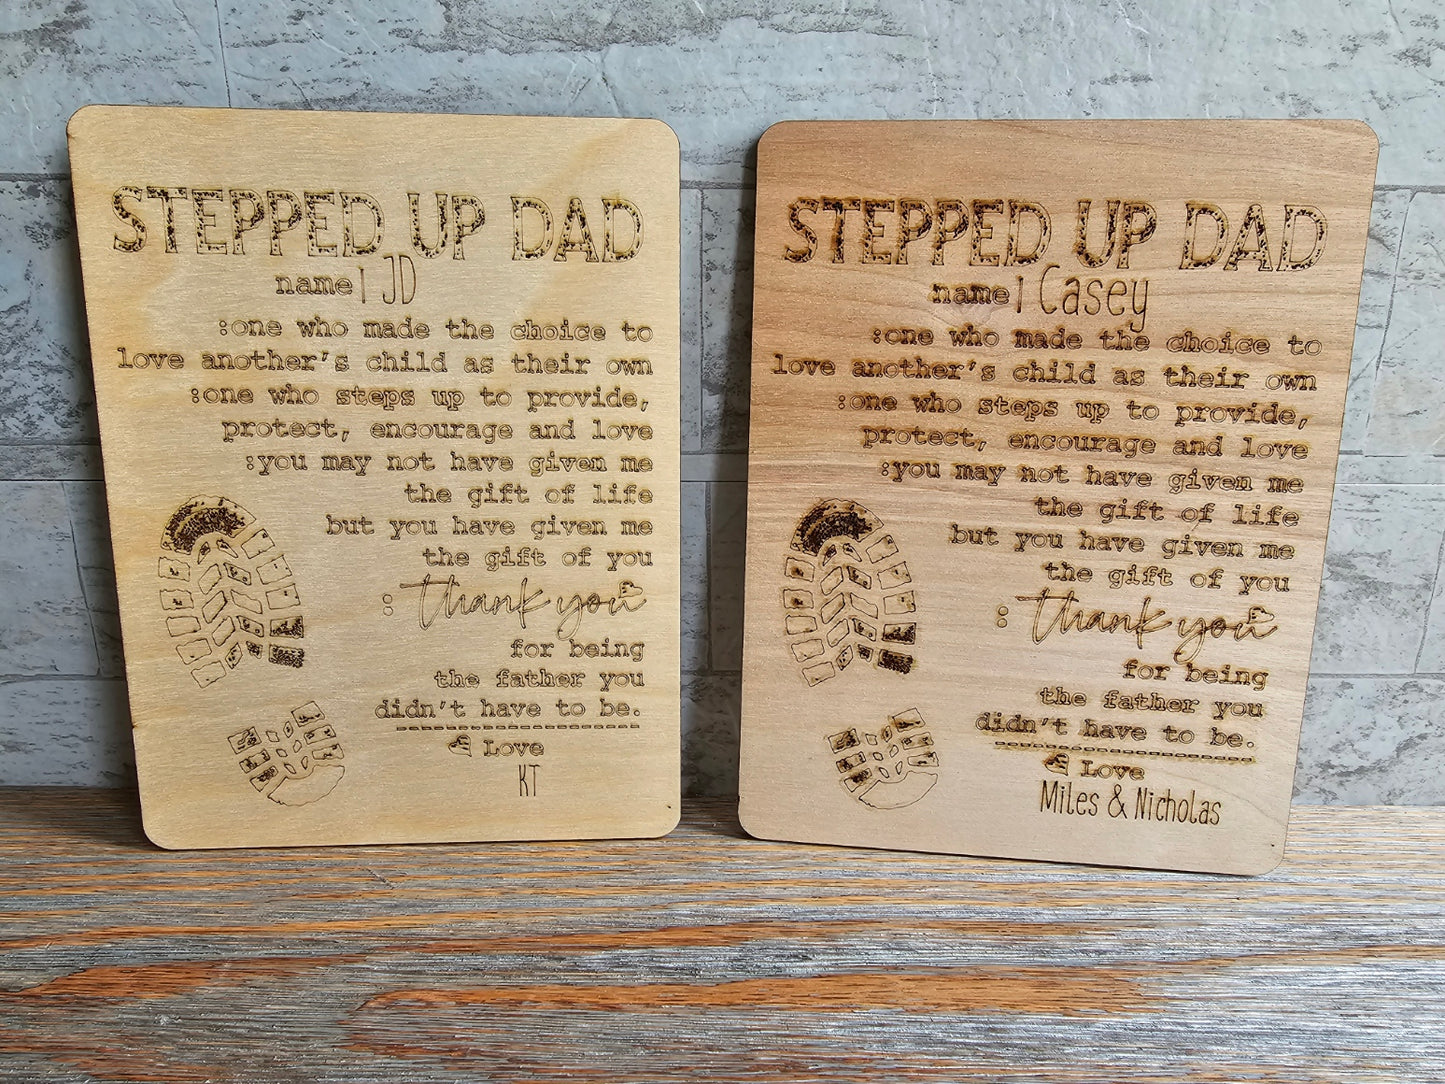 STEPPED UP DAD
name| JD
:one who made the choice to
love another's child as their own
:one who steps up to provide,
protect, encourage and love
:you may not have given me
the gift of life
but you have given me
the gift of you
: thank you
for being
the father you
didn't have to be.
Love
KT
STEPPED UP DAD
name| Casey
:one who made the choice to
love another's child as their own
:one who steps up to provide,
protect, encourage and love
:you may not have given me
the gift of life
but you have given me
the gift of you
: thank you
for being
the father you
didn't have to be.
Love
Miles & Nicholas